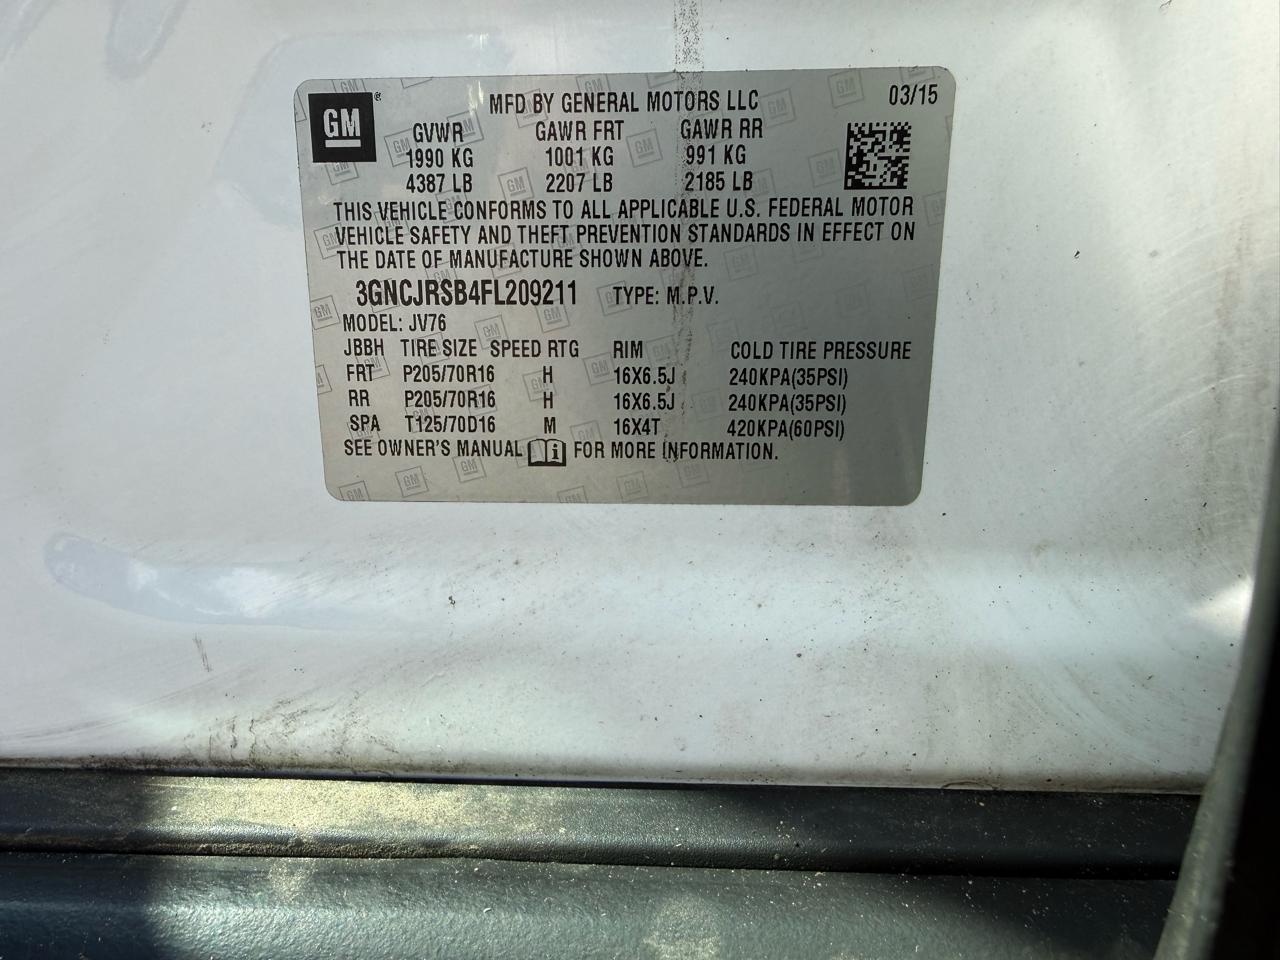 GM ® MFD BY GENERAL MOTORS LLC 03/15
GVWR GAWR FRT GAWR RR
1990 KG 1001 KG 991 KG
4387 LB 2207 LB 2185 LB
THIS VEHICLE CONFORMS TO ALL APPLICABLE U.S. FEDERAL MOTOR
VEHICLE SAFETY AND THEFT PREVENTION STANDARDS IN EFFECT ON
THE DATE OF MANUFACTURE SHOWN ABOVE.
3GNCJRSB4FL209211 TYPE: M.P.V.
MODEL: JV76
JBBH TIRE SIZE SPEED RTG RIM COLD TIRE PRESSURE
FRT P205/70R16 H 16X6.5J 240KPA(35PSI)
RR P205/70R16 H 16X6.5J 240KPA(35PSI)
SPA T125/70D16 M 16X4T 420KPA(60PSI)
SEE OWNER'S MANUAL i FOR MORE INFORMATION.